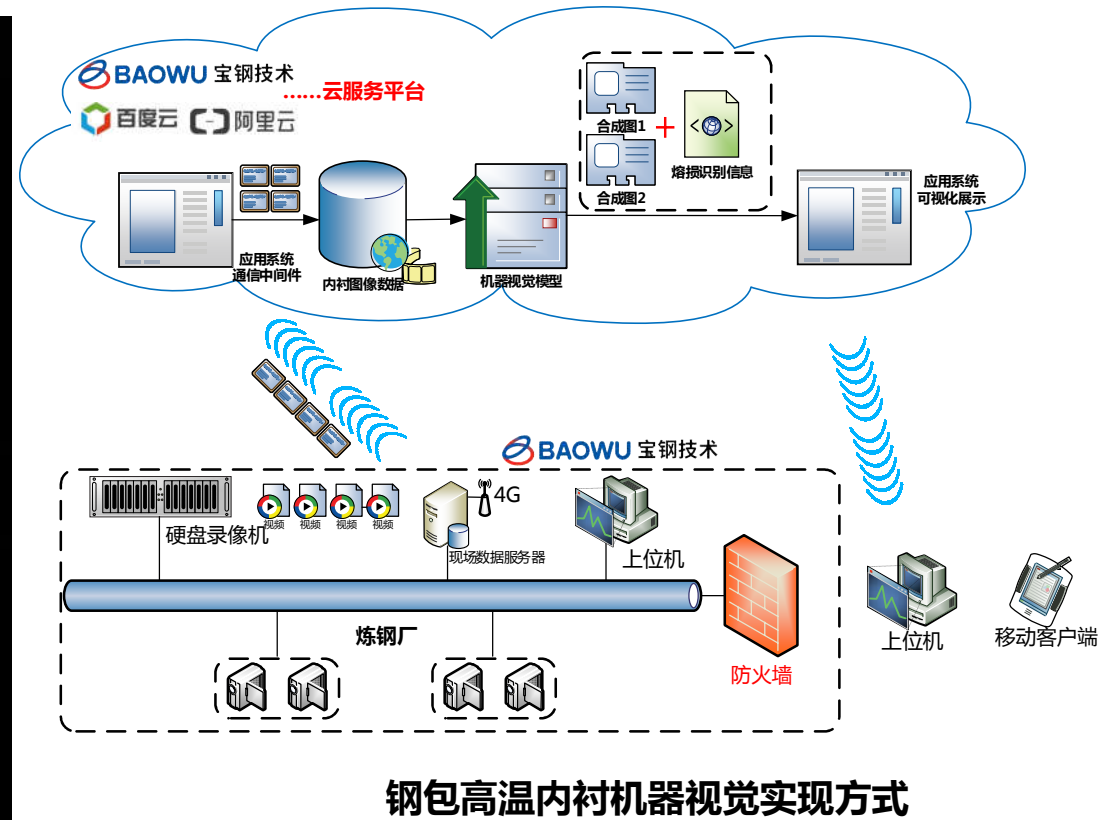 BAOWU 宝钢技术
……云服务平台
百度云 阿里云
合成图1
+
合成图2
熔损识别信息
应用系统
通信中间件
内衬图像数据
机器视觉模型
应用系统
可视化展示
BAOWU 宝钢技术
硬盘录像机
视频 视频 视频 视频
4G
现场数据服务器
上位机
炼钢厂
防火墙
上位机
移动客户端
钢包高温内衬机器视觉实现方式